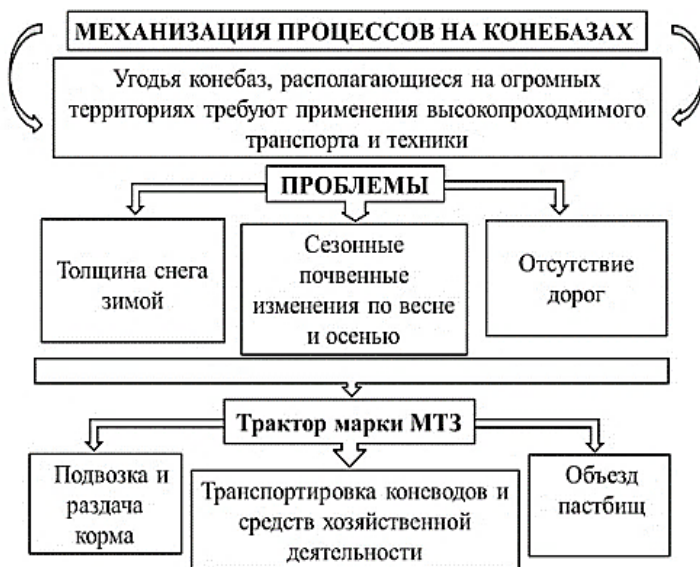 МЕХАНИЗАЦИЯ ПРОЦЕССОВ НА КОНЕБАЗАХ
Угодья конебаз, располагающиеся на огромных
территориях требуют применения высокопроходмимого
транспорта и техники
ПРОБЛЕМЫ
Толщина снега
зимой
Сезонные
почвенные
изменения по весне
и осенью
Отсутствие
дорог
Трактор марки МТЗ
Подвозка и
раздача
корма
Транспортировка коневодов и
средств хозяйственной
деятельности
Объезд
пастбищ